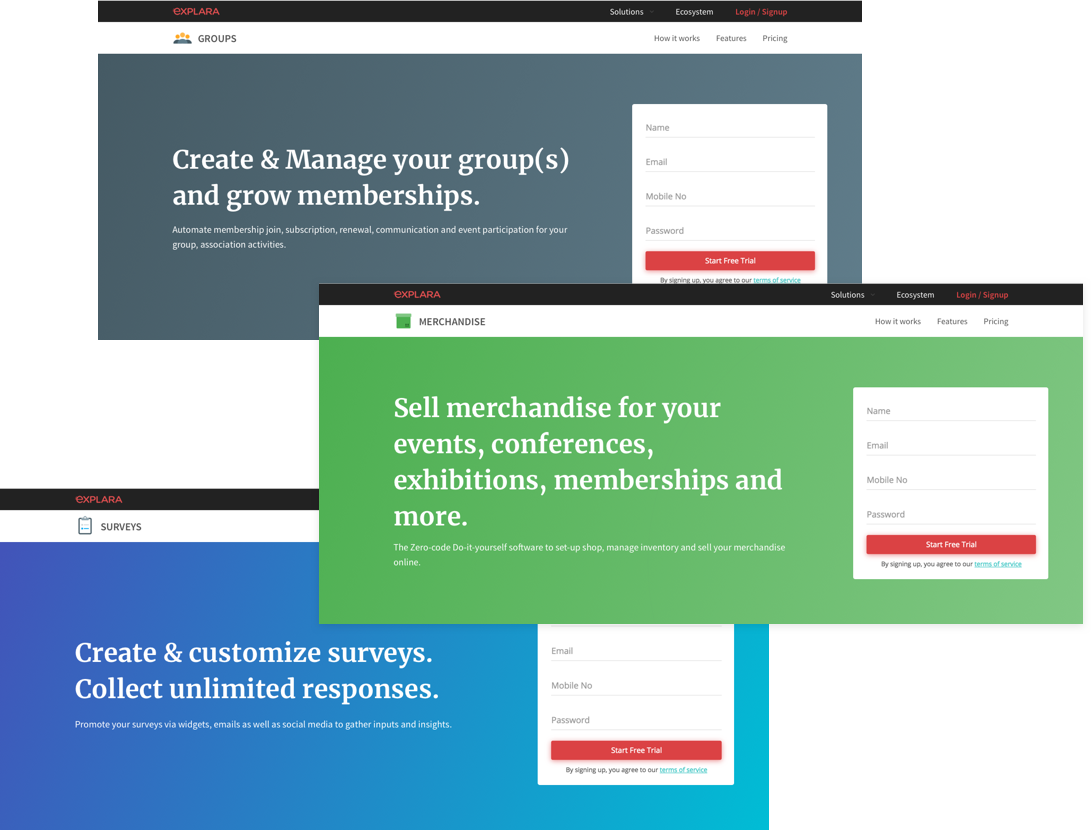 eXPLARA
Solutions
Ecosystem
Login / Signup
GROUPS
How it works
Features
Pricing
Create & Manage your group(s)
and grow memberships.
Automate membership join, subscription, renewal, communication and event participation for your
group, association activities.
Name
Email
Mobile No
Password
Start Free Trial
By signing up, you agree to our terms of service
eXPLARA
Solutions
Ecosystem
Login / Signup
MERCHANDISE
How it works
Features
Pricing
Sell merchandise for your
events, conferences,
exhibitions, memberships and
more.
The Zero-code Do-it-yourself software to set-up shop, manage inventory and sell your merchandise
online.
Name
Email
Mobile No
Password
Start Free Trial
By signing up, you agree to our terms of service
eXPLARA
SURVEYS
Create & customize surveys.
Collect unlimited responses.
Promote your surveys via widgets, emails as well as social media to gather inputs and insights.
Email
Mobile No
Password
Start Free Trial
By signing up, you agree to our terms of service